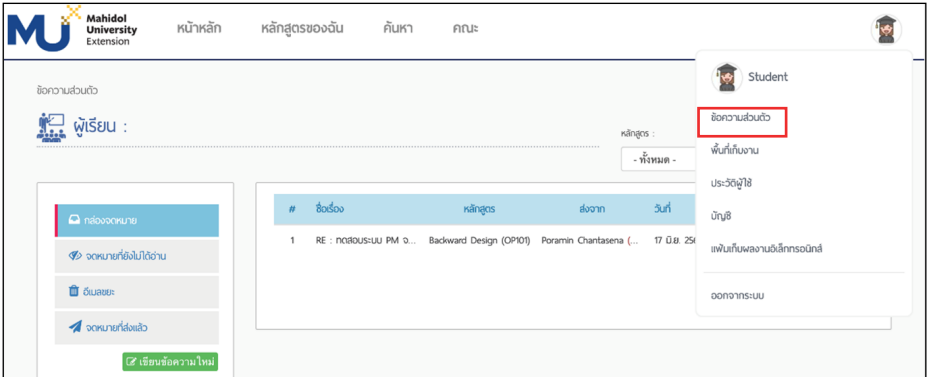 Mahidol
University
Extension
หน้าหลัก หลักสูตรของฉัน ค้นหา คณะ
Student
ข้อความส่วนตัว
พื้นที่เก็บงาน
ประวัติผู้ใช้
บัญชี
แฟ้มเก็บผลงานอิเล็กทรอนิกส์
ออกจากระบบ
ข้อความส่วนตัว
ผู้เรียน :
หลักสูตร :
- ทั้งหมด -
กล่องจดหมาย
จดหมายที่ยังไม่ได้อ่าน
อีเมลขยะ
จดหมายที่ส่งแล้ว
เขียนข้อความใหม่
# ชื่อเรื่อง หลักสูตร ส่งจาก วันที่
1 RE : ทดสอบระบบ PM จ... Backward Design (OP101) Poramin Chantasena (... 17 มิ.ย. 256